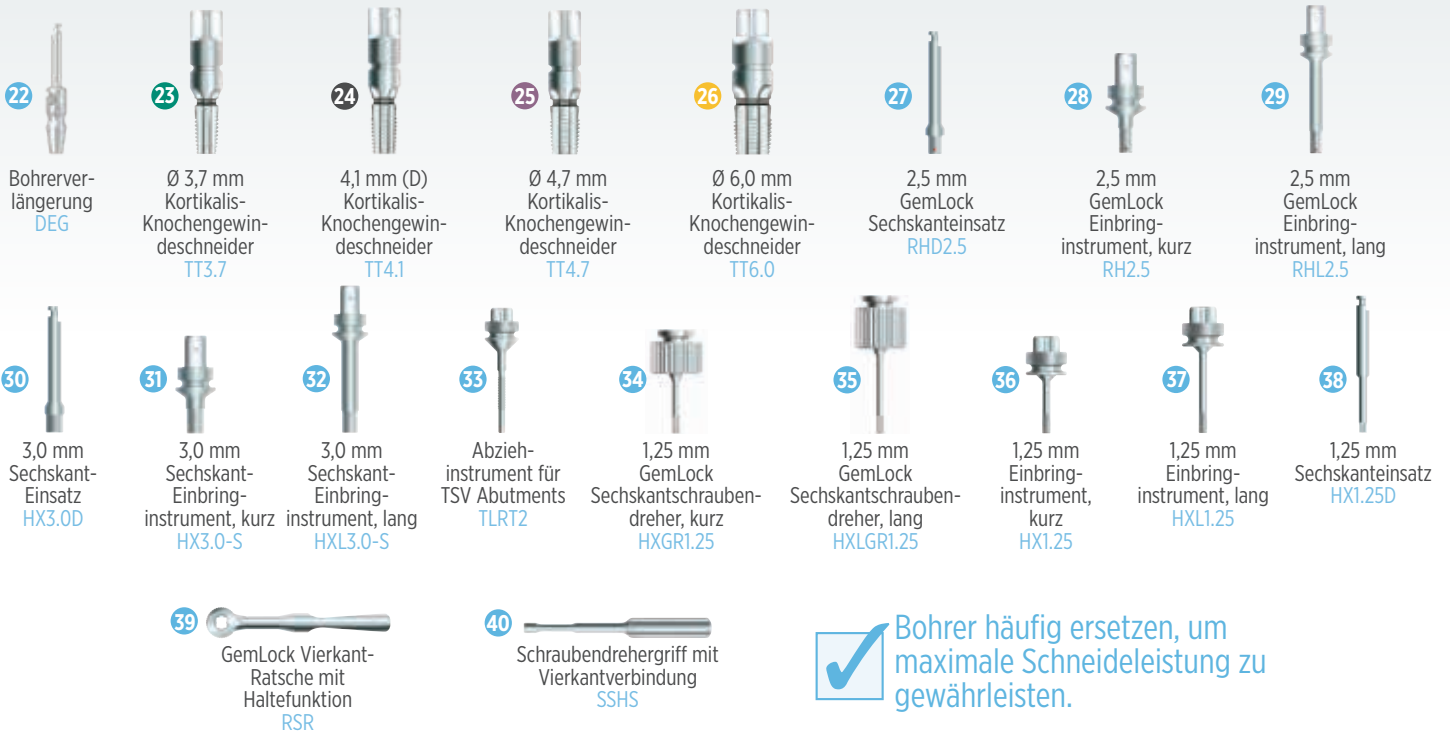 22
Bohrerver-
längerung
DEG
23
Ø 3,7 mm
Kortikalis-
Knochengewin-
deschneider
TT3.7
24
4,1 mm (D)
Kortikalis-
Knochengewin-
deschneider
TT4.1
25
Ø 4,7 mm
Kortikalis-
Knochengewin-
deschneider
TT4.7
26
Ø 6,0 mm
Kortikalis-
Knochengewin-
deschneider
TT6.0
27
2,5 mm
GemLock
Sechskanteinsatz
RHD2.5
28
2,5 mm
GemLock
Einbring-
instrument, kurz
RH2.5
29
2,5 mm
GemLock
Einbring-
instrument, lang
RHL2.5
30
3,0 mm
Sechskant-
Einsatz
HX3.0D
31
3,0 mm
Sechskant-
Einbring-
instrument, kurz
HX3.0-S
32
3,0 mm
Sechskant-
Einbring-
instrument, lang
HXL3.0-S
33
Abzieh-
instrument für
TSV Abutments
TLRT2
34
1,25 mm
GemLock
Sechskantschrauben-
dreher, kurz
HXGR1.25
35
1,25 mm
GemLock
Sechskantschrauben-
dreher, lang
HXLGR1.25
36
1,25 mm
Einbring-
instrument,
kurz
HX1.25
37
1,25 mm
Einbring-
instrument, lang
HXL1.25
38
1,25 mm
Sechskanteinsatz
HX1.25D
39
GemLock Vierkant-
Ratsche mit
Haltefunktion
RSR
40
Schraubendrehergriff mit
Vierkantverbindung
SSHS
Bohrer häufig ersetzen, um
maximale Schneideleistung zu
gewährleisten.